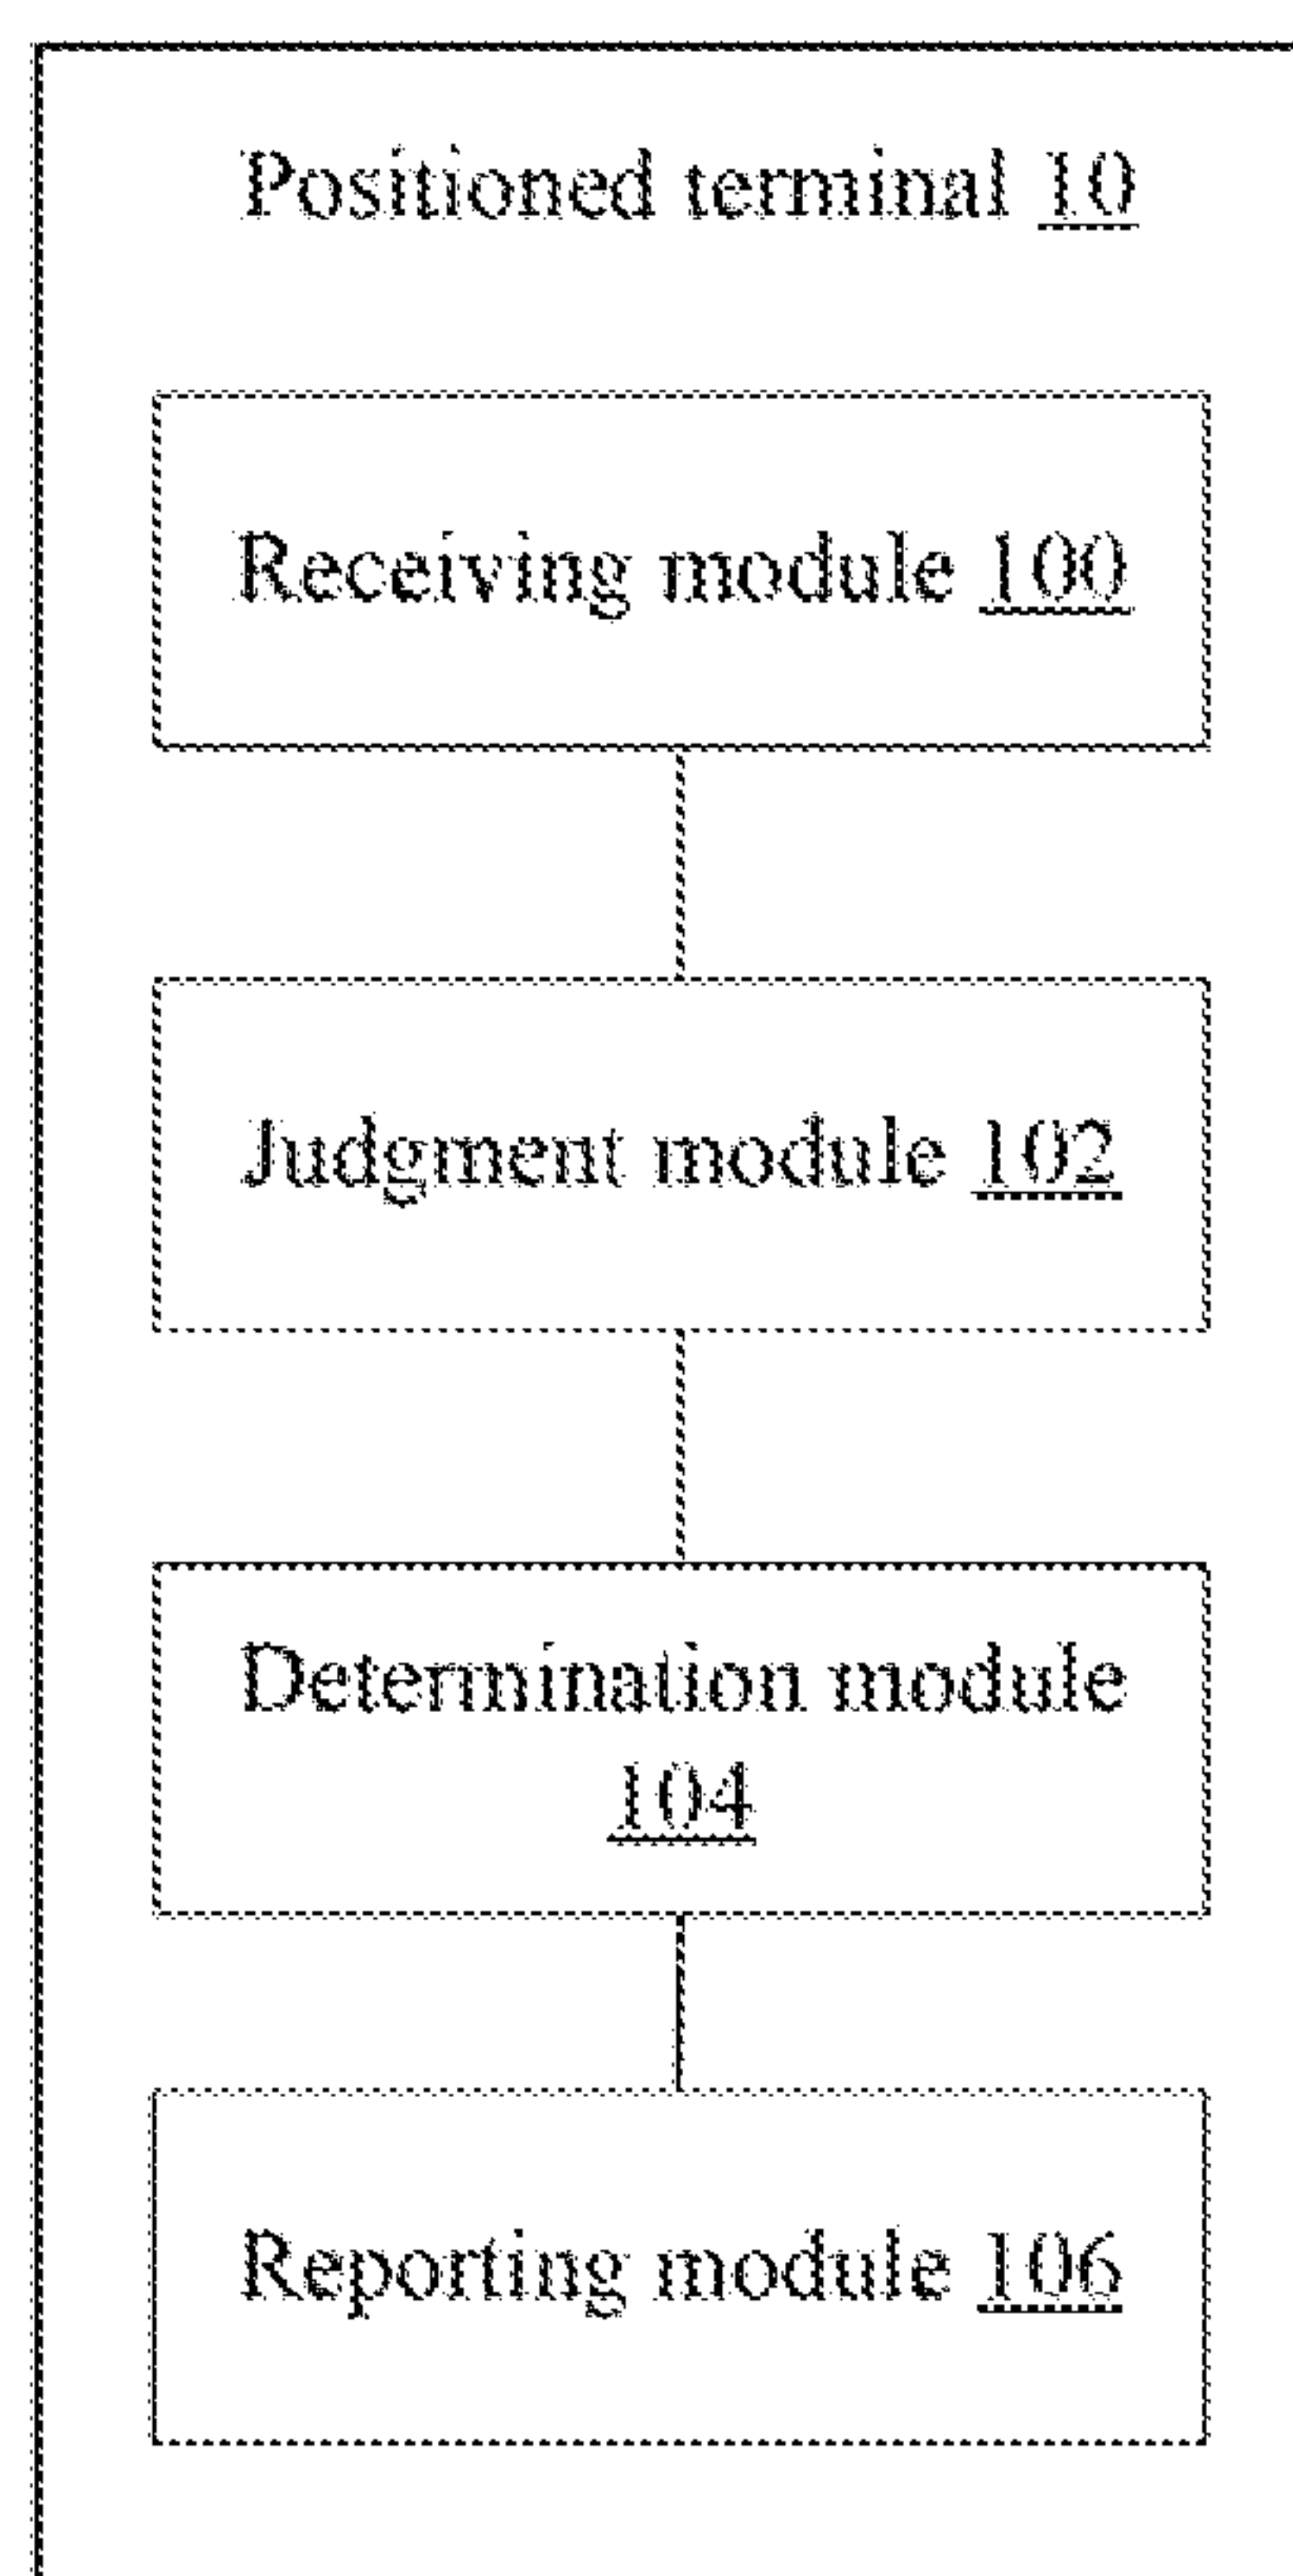 Positioned terminal 10
Receiving module 100
Judgment module 102
Determination module
104
Reporting module 106